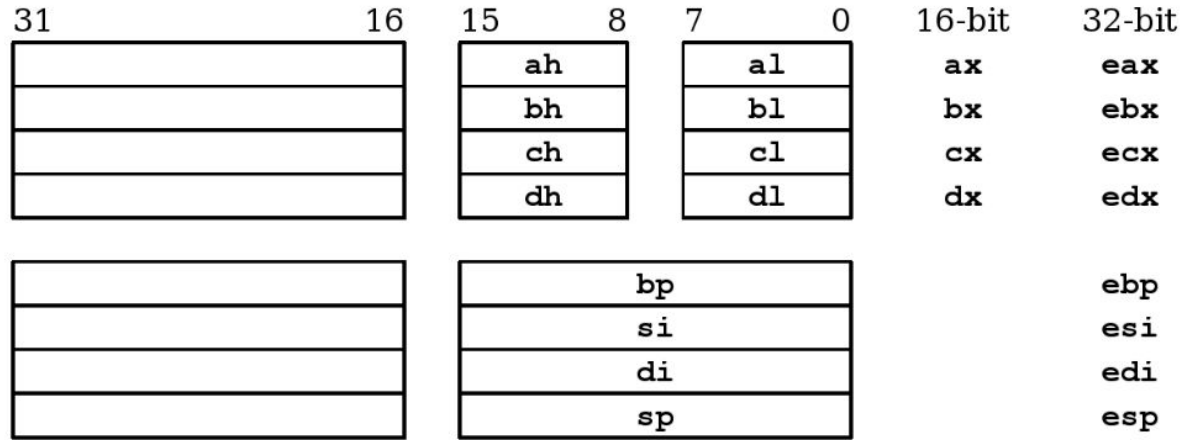 31 16 15 8 7 0 16-bit 32-bit
ah al ax eax
bh bl bx ebx
ch cl cx ecx
dh dl dx edx
bp ebp
si esi
di edi
sp esp